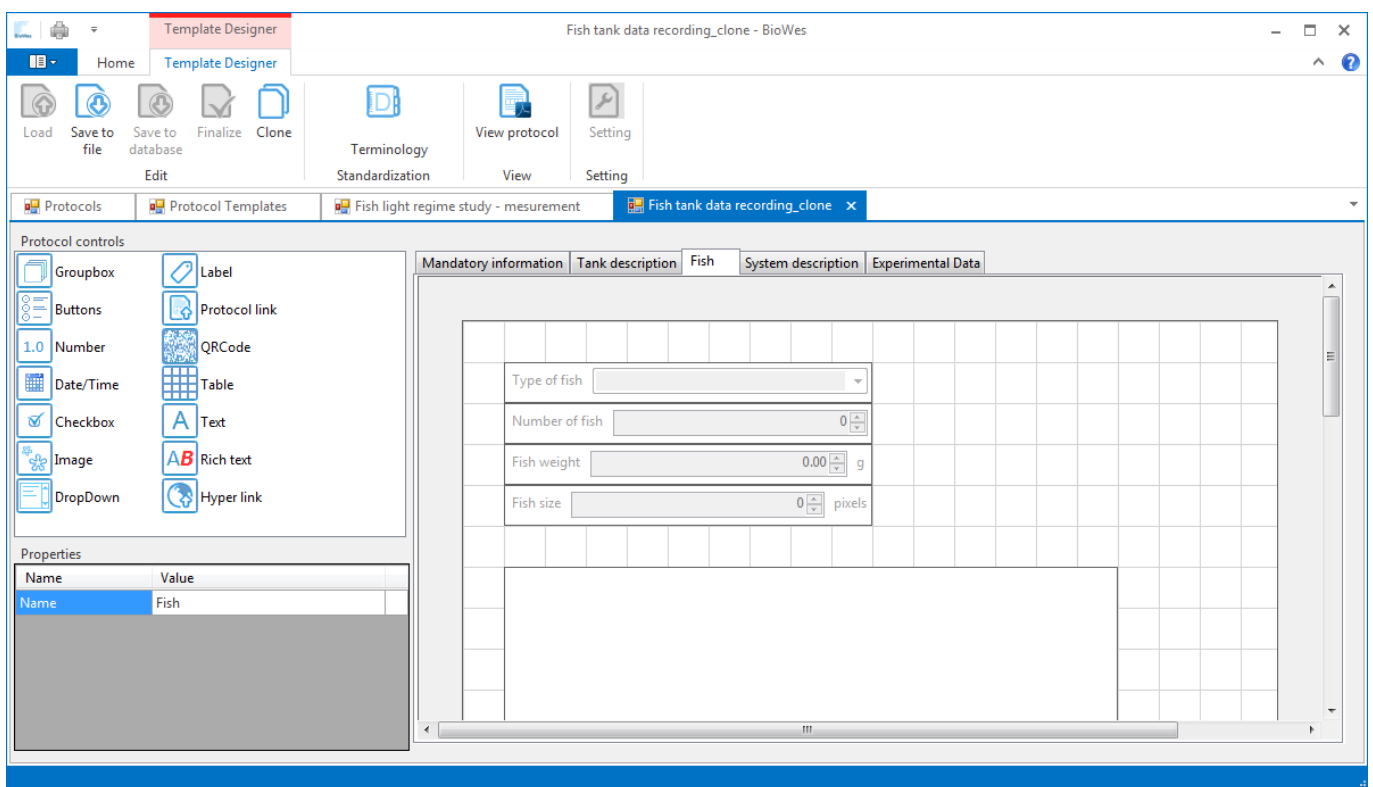 Template Designer
Fish tank data recording_clone - BioWes
Home
Template Designer
Load
Save to file
Save to database
Finalize
Clone
Terminology
View protocol
Setting
Edit
Standardization
View
Setting
Protocols
Protocol Templates
Fish light regime study - mesurement
Fish tank data recording_clone
Protocol controls
Groupbox
Label
Buttons
Protocol link
1.0
Number
QRCode
Date/Time
Table
Checkbox
A
Text
Image
AB
Rich text
DropDown
Hyper link
Properties
Name
Value
Name
Fish
Mandatory information
Tank description
Fish
System description
Experimental Data
Type of fish
Number of fish
0
Fish weight
0.00
g
Fish size
0
pixels